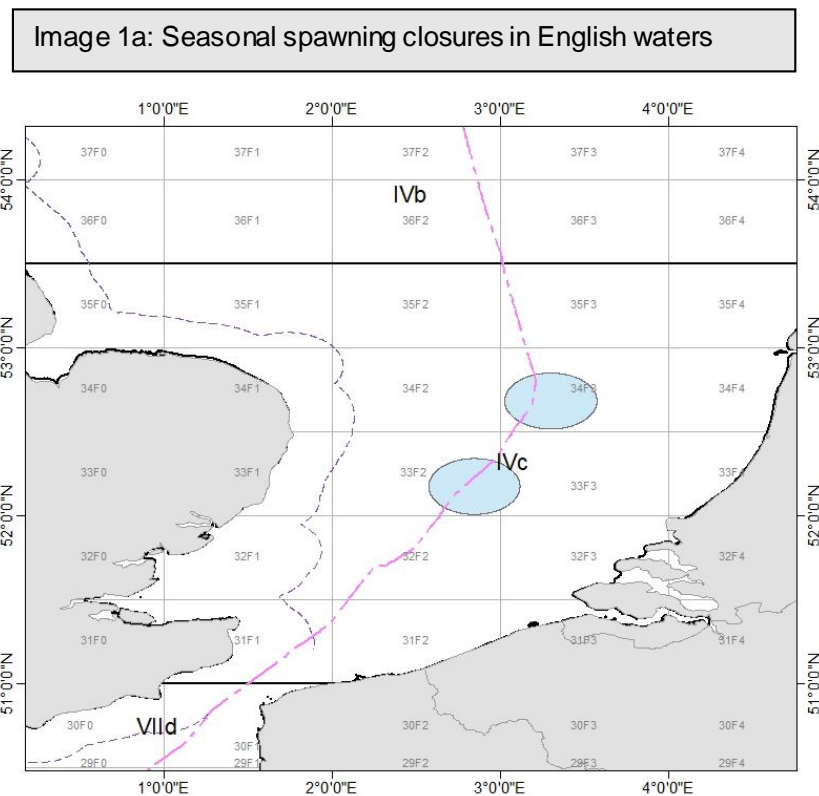 Image 1a: Seasonal spawning closures in English waters
1°0'0"E 2°0'0"E 3°0'0"E 4°0'0"E
37F0 37F1 37F2 37F3 37F4
54°0'0"N 54°0'0"N
IVb
36F0 36F1 36F2 36F3 36F4
35F0 35F1 35F2 35F3 35F4
53°0'0"N 53°0'0"N
34F0 34F1 34F2 34F3 34F4
IVc
33F0 33F1 33F2 33F3 33F4
52°0'0"N 52°0'0"N
32F0 32F1 32F2 32F3 32F4
31F0 31F1 31F2 31F3 31F4
51°0'0"N 51°0'0"N
VIId
30F0 30F1 30F2 30F3 30F4
29F0 29F1 29F2 29F3 29F4
1°0'0"E 2°0'0"E 3°0'0"E 4°0'0"E